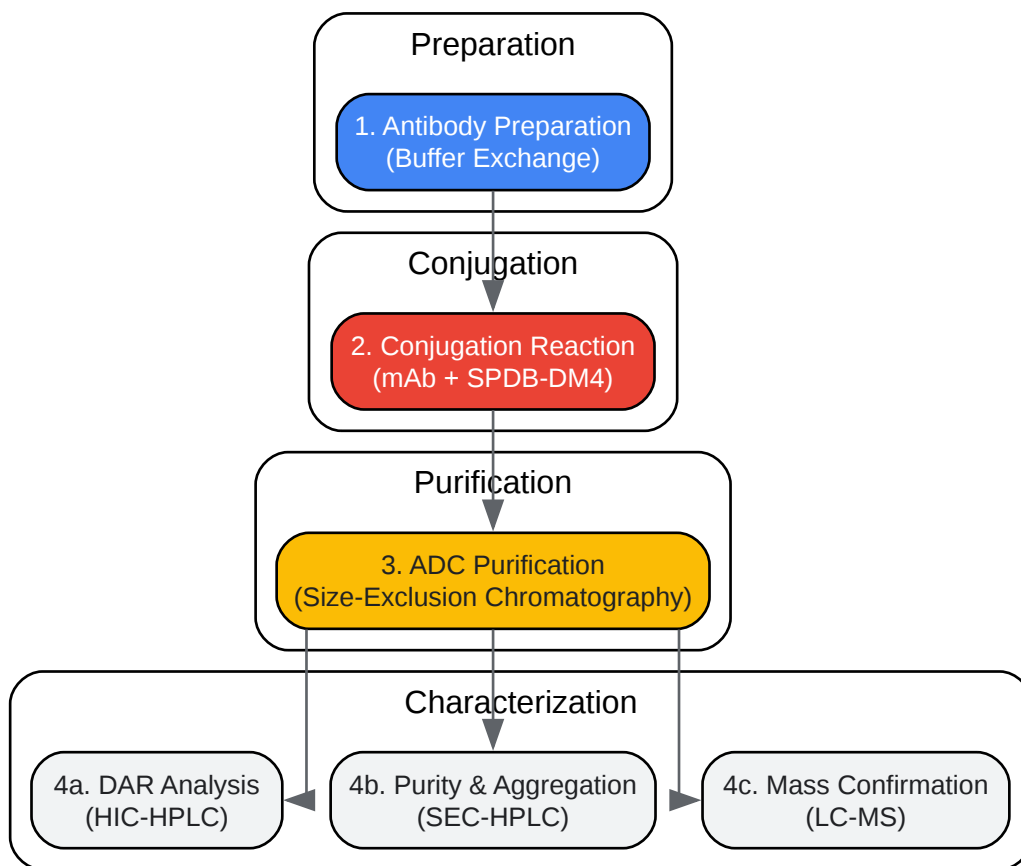 Preparation
1. Antibody Preparation
(Buffer Exchange)
Conjugation
2. Conjugation Reaction
(mAb + SPDB-DM4)
Purification
3. ADC Purification
(Size-Exclusion Chromatography)
Characterization
4a. DAR Analysis
(HIC-HPLC)
4b. Purity & Aggregation
(SEC-HPLC)
4c. Mass Confirmation
(LC-MS)